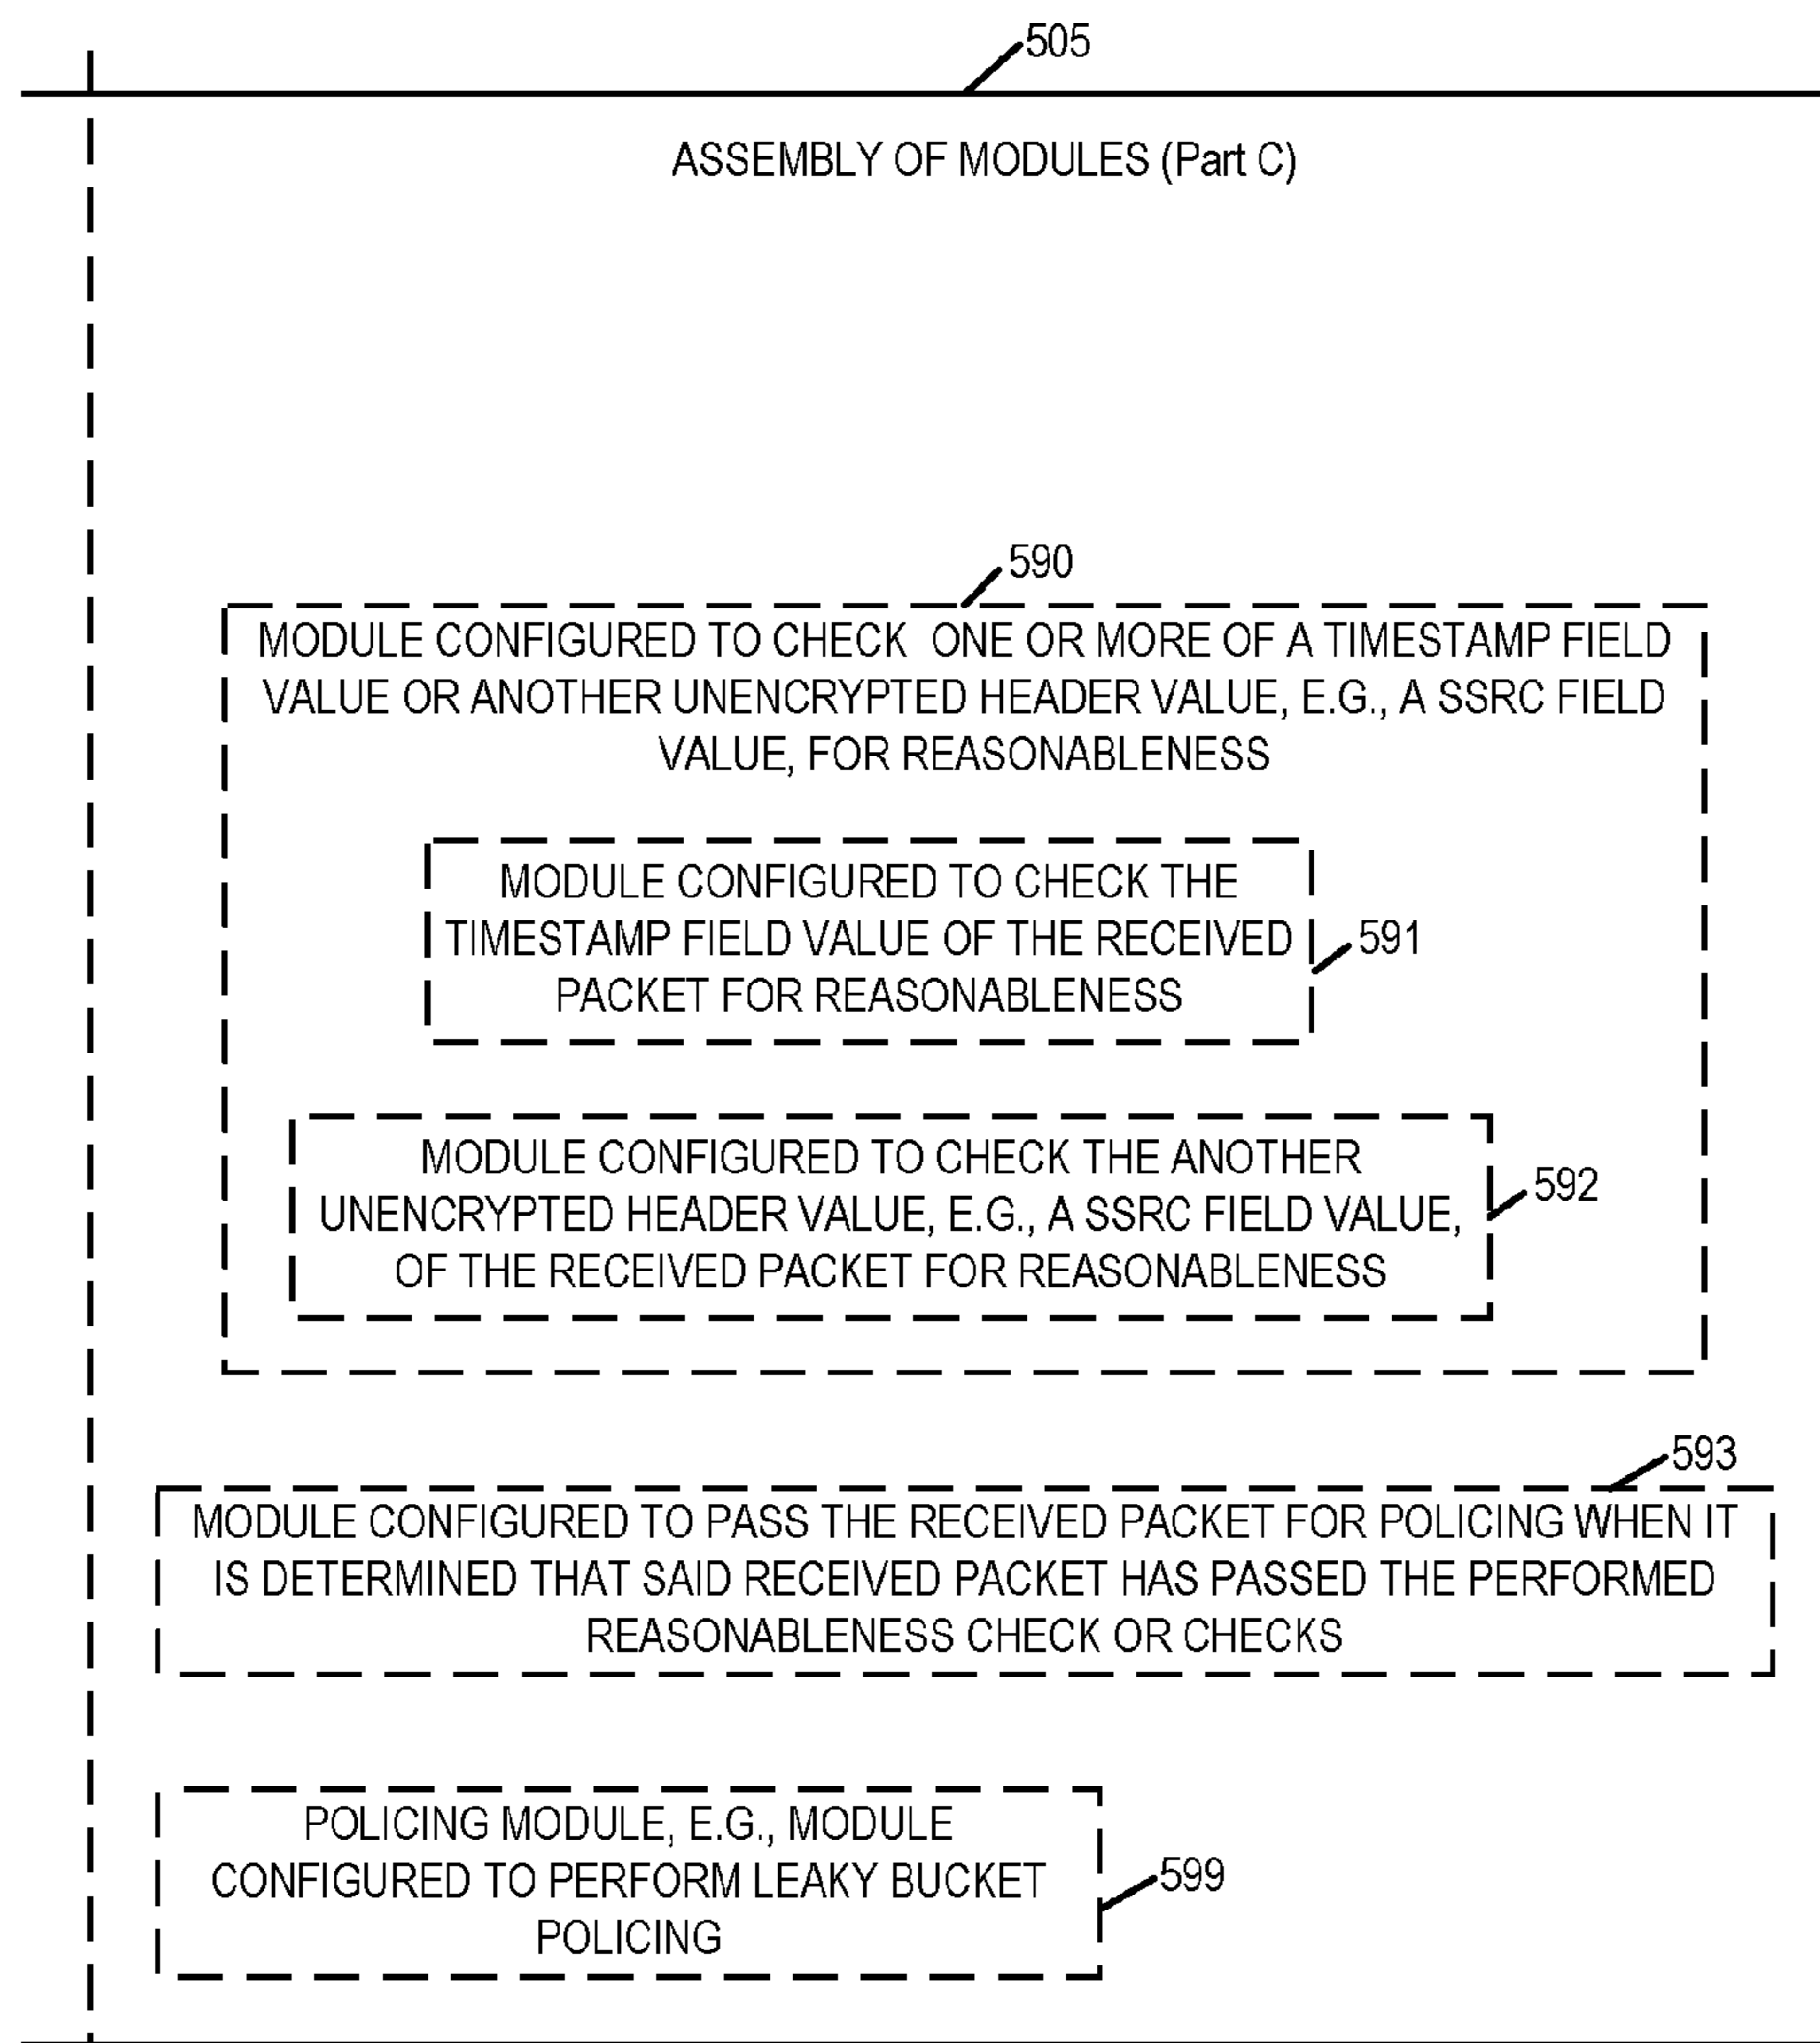 505
ASSEMBLY OF MODULES (Part C)
590
MODULE CONFIGURED TO CHECK ONE OR MORE OF A TIMESTAMP FIELD
VALUE OR ANOTHER UNENCRYPTED HEADER VALUE, E.G., A SSRC FIELD
VALUE, FOR REASONABLENESS
MODULE CONFIGURED TO CHECK THE
TIMESTAMP FIELD VALUE OF THE RECEIVED
PACKET FOR REASONABLENESS
591
MODULE CONFIGURED TO CHECK THE ANOTHER
UNENCRYPTED HEADER VALUE, E.G., A SSRC FIELD VALUE,
OF THE RECEIVED PACKET FOR REASONABLENESS
592
593
MODULE CONFIGURED TO PASS THE RECEIVED PACKET FOR POLICING WHEN IT
IS DETERMINED THAT SAID RECEIVED PACKET HAS PASSED THE PERFORMED
REASONABLENESS CHECK OR CHECKS
POLICING MODULE, E.G., MODULE
CONFIGURED TO PERFORM LEAKY BUCKET
POLICING
599